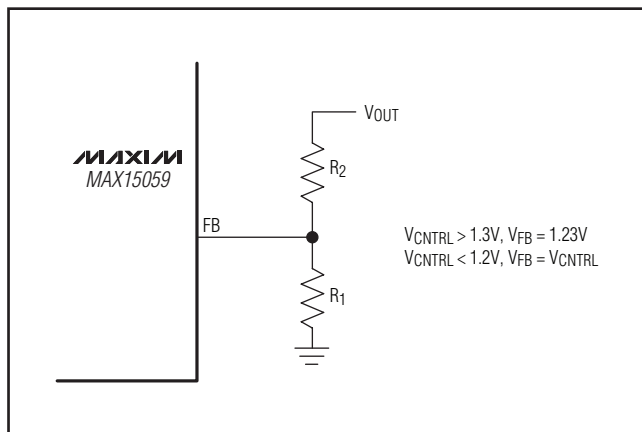 VOUT
MAXIM
MAX15059
R2
FB
VCNTRL > 1.3V, VFB = 1.23V
VCNTRL < 1.2V, VFB = VCNTRL
R1